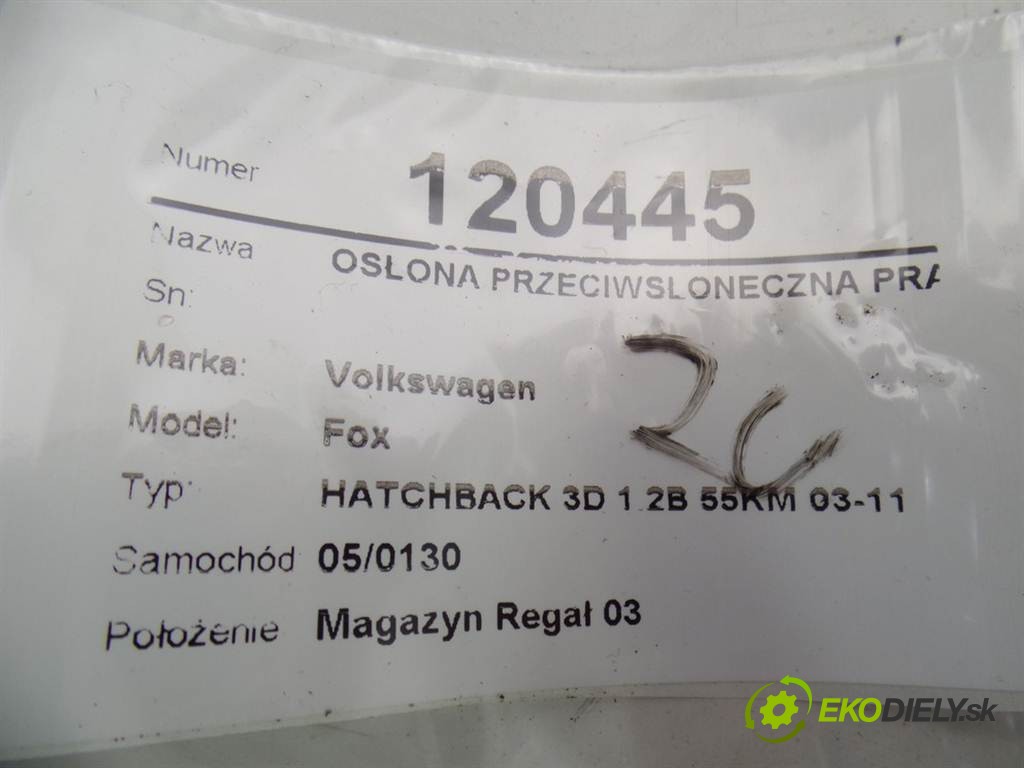 Numer 120445
Nazwa OSŁONA PRZECIWSLONECZNA PRA
Sn:
Marka: Volkswagen
Model: Fox
Typ: HATCHBACK 3D 1.2B 55KM 03-11
Samochód 05/0130
Położenie Magazyn Regał 03
EKODIELY.sk